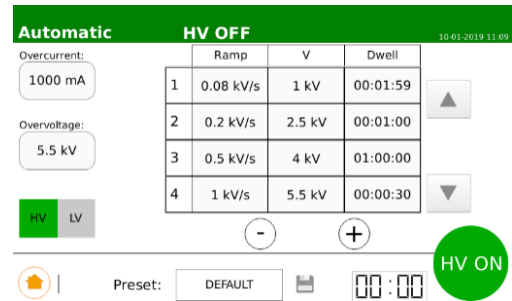 Automatic HV OFF 10-01-2019 11:09
Overcurrent:
1000 mA
Overvoltage:
5.5 kV
HV LV
Ramp V Dwell
1 0.08 kV/s 1 kV 00:01:59
2 0.2 kV/s 2.5 kV 00:01:00
3 0.5 kV/s 4 kV 01:00:00
4 1 kV/s 5.5 kV 00:00:30
- +
HV ON
Preset: DEFAULT 00:00